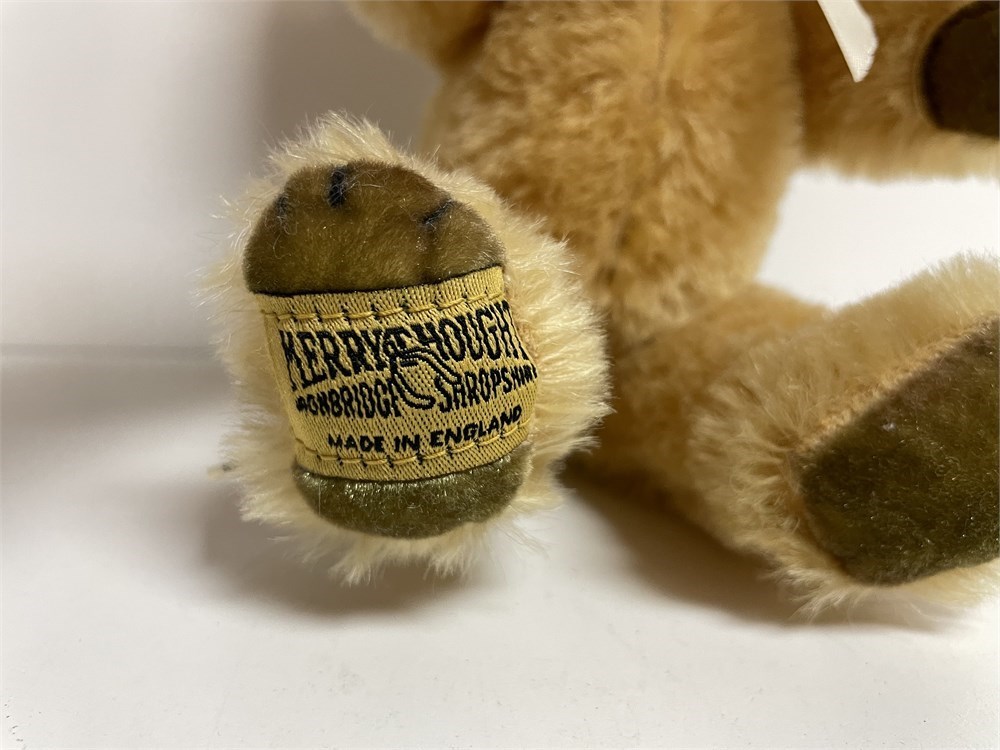 MERRYTHOUGHT
IRONBRIDGE SHROPSHIRE
MADE IN ENGLAND